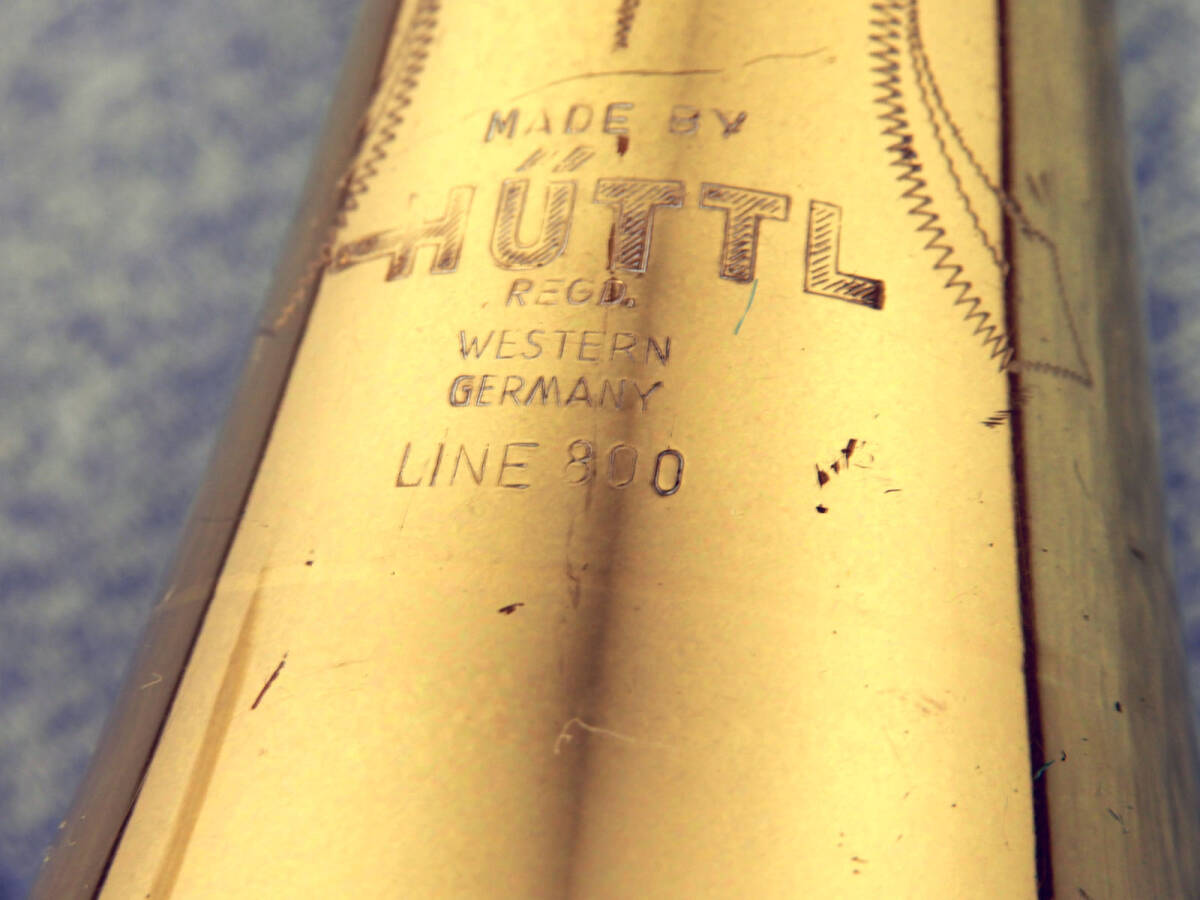 MADE BY
HÜTTL
REGD.
WESTERN
GERMANY
LINE 800